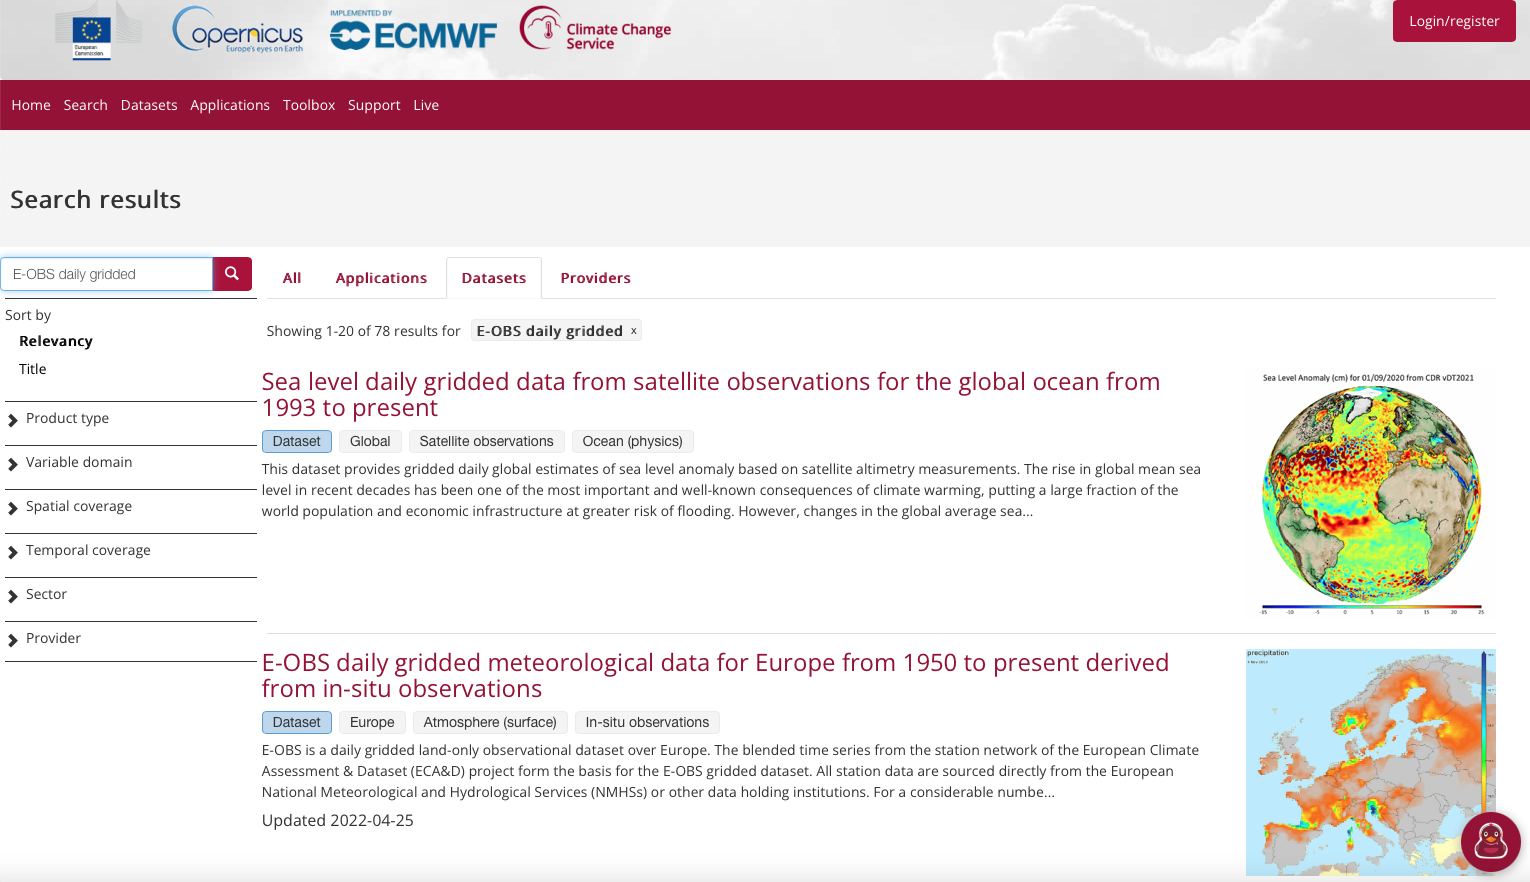 European
Commission
opernicus
Europe's eyes on Earth
IMPLEMENTED BY
ECMWF
Climate Change
Service
Login/register
Home Search Datasets Applications Toolbox Support Live
Search results
E-OBS daily gridded
All Applications Datasets Providers
Sort by
Relevancy
Title
Product type
Variable domain
Spatial coverage
Temporal coverage
Sector
Provider
Showing 1-20 of 78 results for E-OBS daily gridded x
Sea level daily gridded data from satellite observations for the global ocean from
1993 to present
Dataset Global Satellite observations Ocean (physics)
This dataset provides gridded daily global estimates of sea level anomaly based on satellite altimetry measurements. The rise in global mean sea
level in recent decades has been one of the most important and well-known consequences of climate warming, putting a large fraction of the
world population and economic infrastructure at greater risk of flooding. However, changes in the global average sea...
Sea Level Anomaly (cm) for 01/09/2020 from CDR vDT2021
-15 -10 -5 0 5 10 15 20 25
E-OBS daily gridded meteorological data for Europe from 1950 to present derived
from in-situ observations
Dataset Europe Atmosphere (surface) In-situ observations
E-OBS is a daily gridded land-only observational dataset over Europe. The blended time series from the station network of the European Climate
Assessment & Dataset (ECA&D) project form the basis for the E-OBS gridded dataset. All station data are sourced directly from the European
National Meteorological and Hydrological Services (NMHSs) or other data holding institutions. For a considerable numbe...
Updated 2022-04-25
precipitation